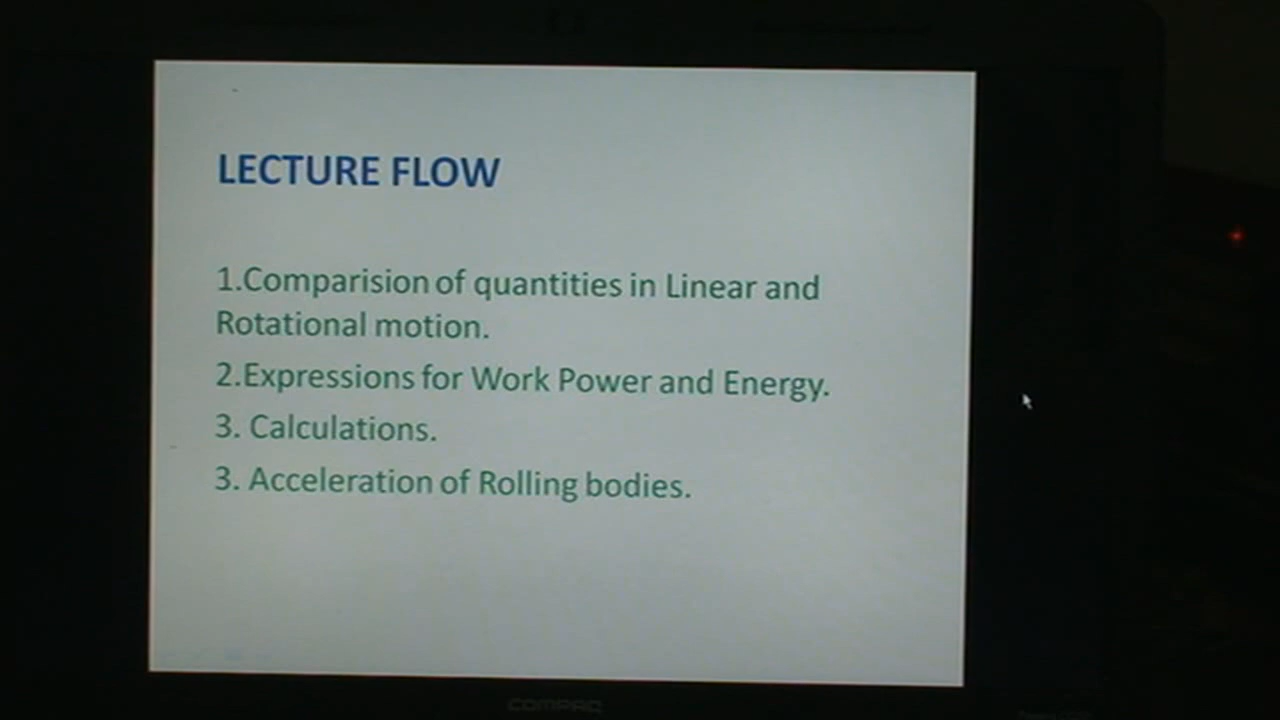 LECTURE FLOW
1.Comparision of quantities in Linear and
Rotational motion.
2.Expressions for Work Power and Energy.
3. Calculations.
3. Acceleration of Rolling bodies.
COMPAQ